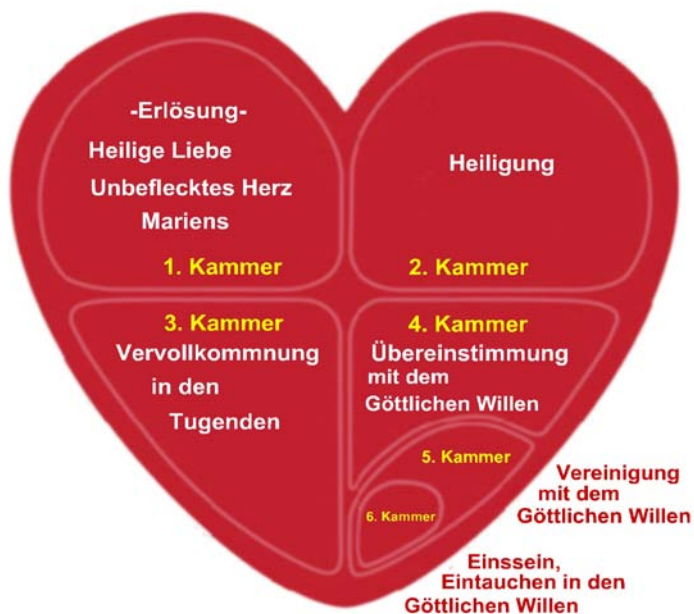 -Erlösung-
Heilige Liebe
Unbeflecktes Herz
Mariens
1. Kammer
Heiligung
2. Kammer
3. Kammer
Vervollkommnung
in den
Tugenden
4. Kammer
Übereinstimmung
mit dem
Göttlichen Willen
5. Kammer
Vereinigung
mit dem
Göttlichen Willen
6. Kammer
Einssein,
Eintauchen in den
Göttlichen Willen